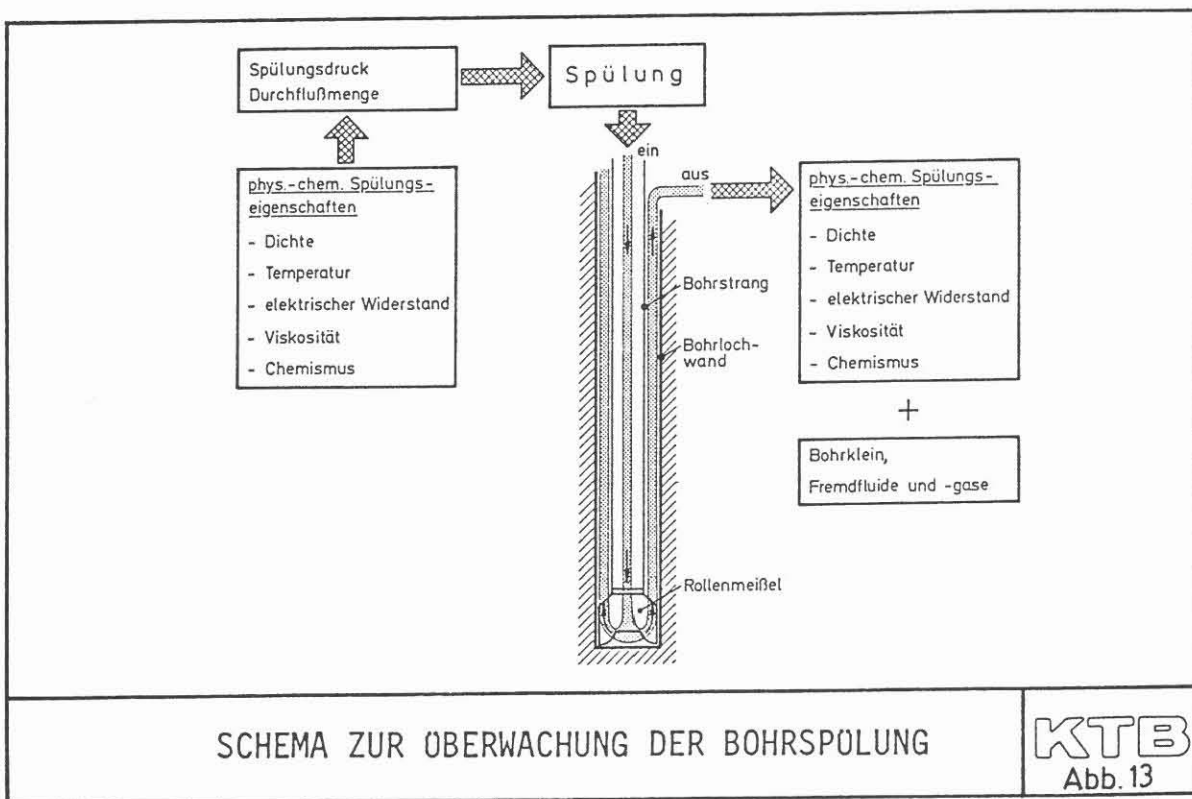 Spülungsdruck
Durchflußmenge
Spülung
ein
aus
phys.-chem. Spülungs-
eigenschaften
- Dichte
- Temperatur
- elektrischer Widerstand
- Viskosität
- Chemismus
Bohrstrang
Bohrloch-
wand
Rollenmeißel
phys.-chem. Spülungs-
eigenschaften
- Dichte
- Temperatur
- elektrischer Widerstand
- Viskosität
- Chemismus
+
Bohrklein,
Fremdfluide und -gase
SCHEMA ZUR ÜBERWACHUNG DER BOHRSPÜLUNG
KTB
Abb. 13